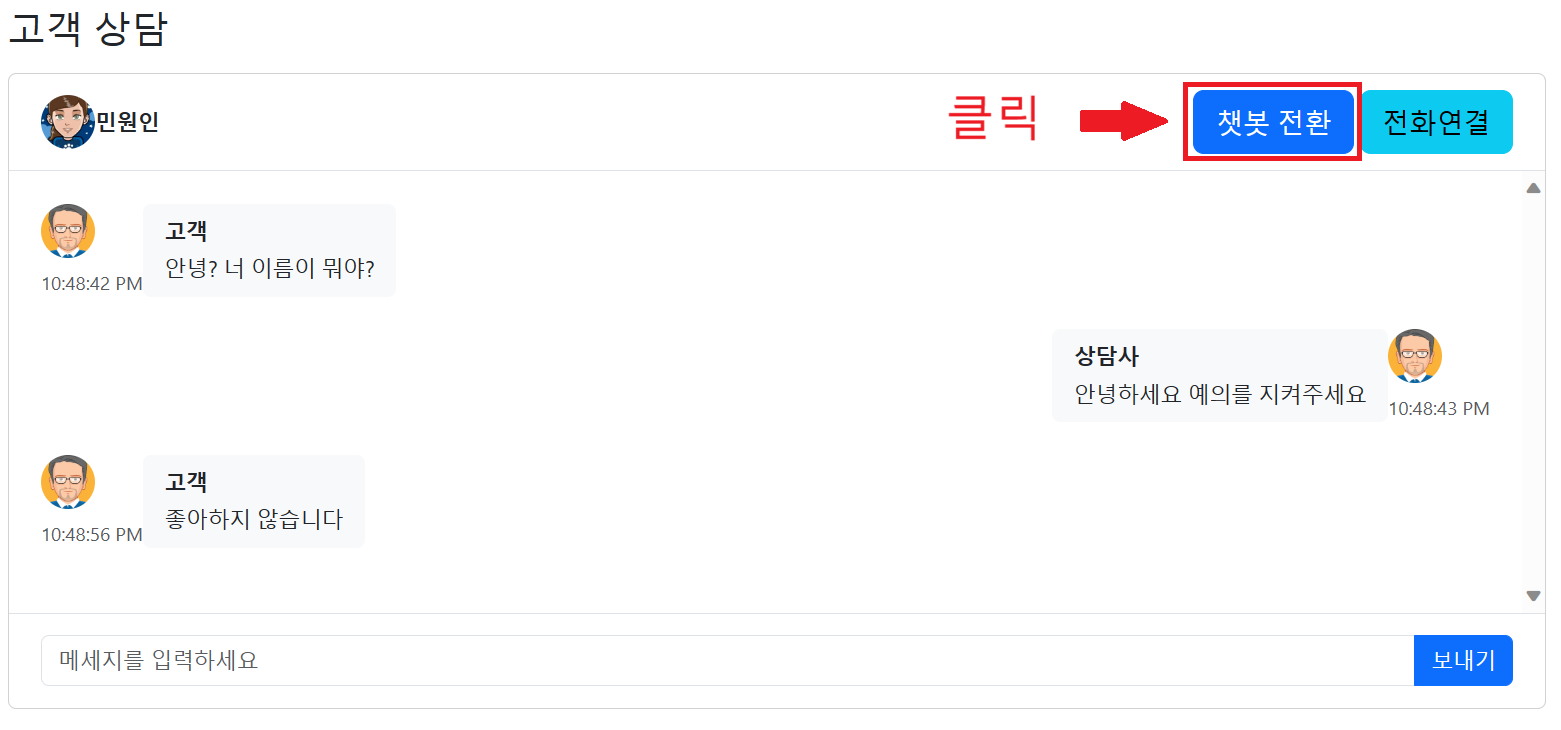 고객 상담
민원인
클릭
챗봇 전환
전화연결
고객
안녕? 너 이름이 뭐야?
10:48:42 PM
상담사
안녕하세요 예의를 지켜주세요
10:48:43 PM
고객
좋아하지 않습니다
10:48:56 PM
메세지를 입력하세요
보내기